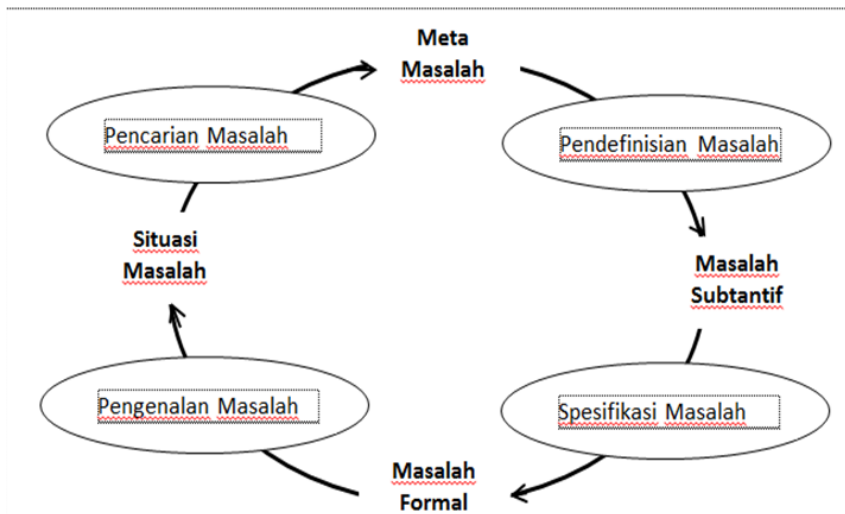 Meta
Masalah
Pencarian Masalah
Pendefinisian Masalah
Situasi
Masalah
Masalah
Subtantif
Pengenalan Masalah
Spesifikasi Masalah
Masalah
Formal